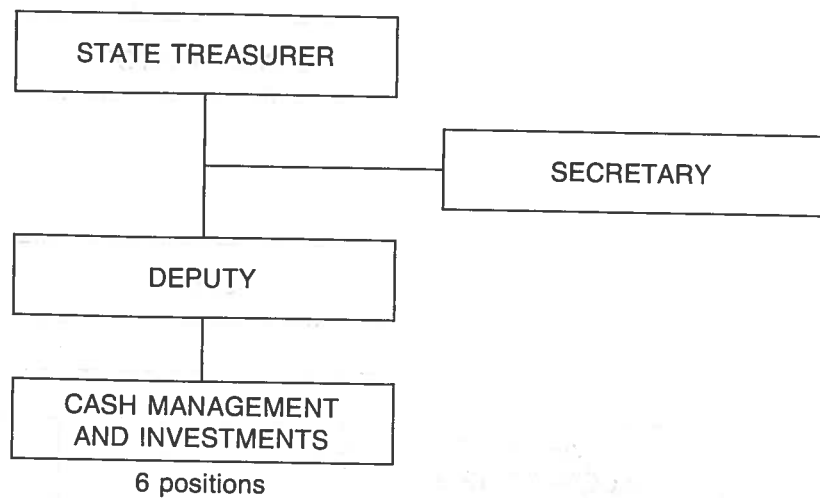 STATE TREASURER
SECRETARY
DEPUTY
CASH MANAGEMENT
AND INVESTMENTS
6 positions